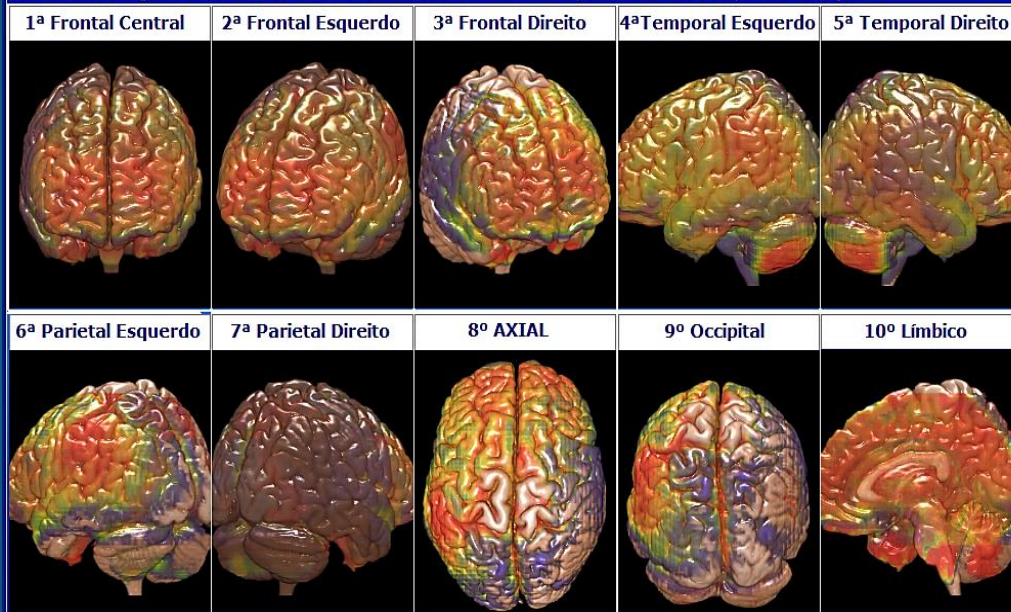 1ª Frontal Central
2ª Frontal Esquerdo
3ª Frontal Direito
4ªTemporal Esquerdo
5ª Temporal Direito
6ª Parietal Esquerdo
7ª Parietal Direito
8º AXIAL
9º Occipital
10º Límbico